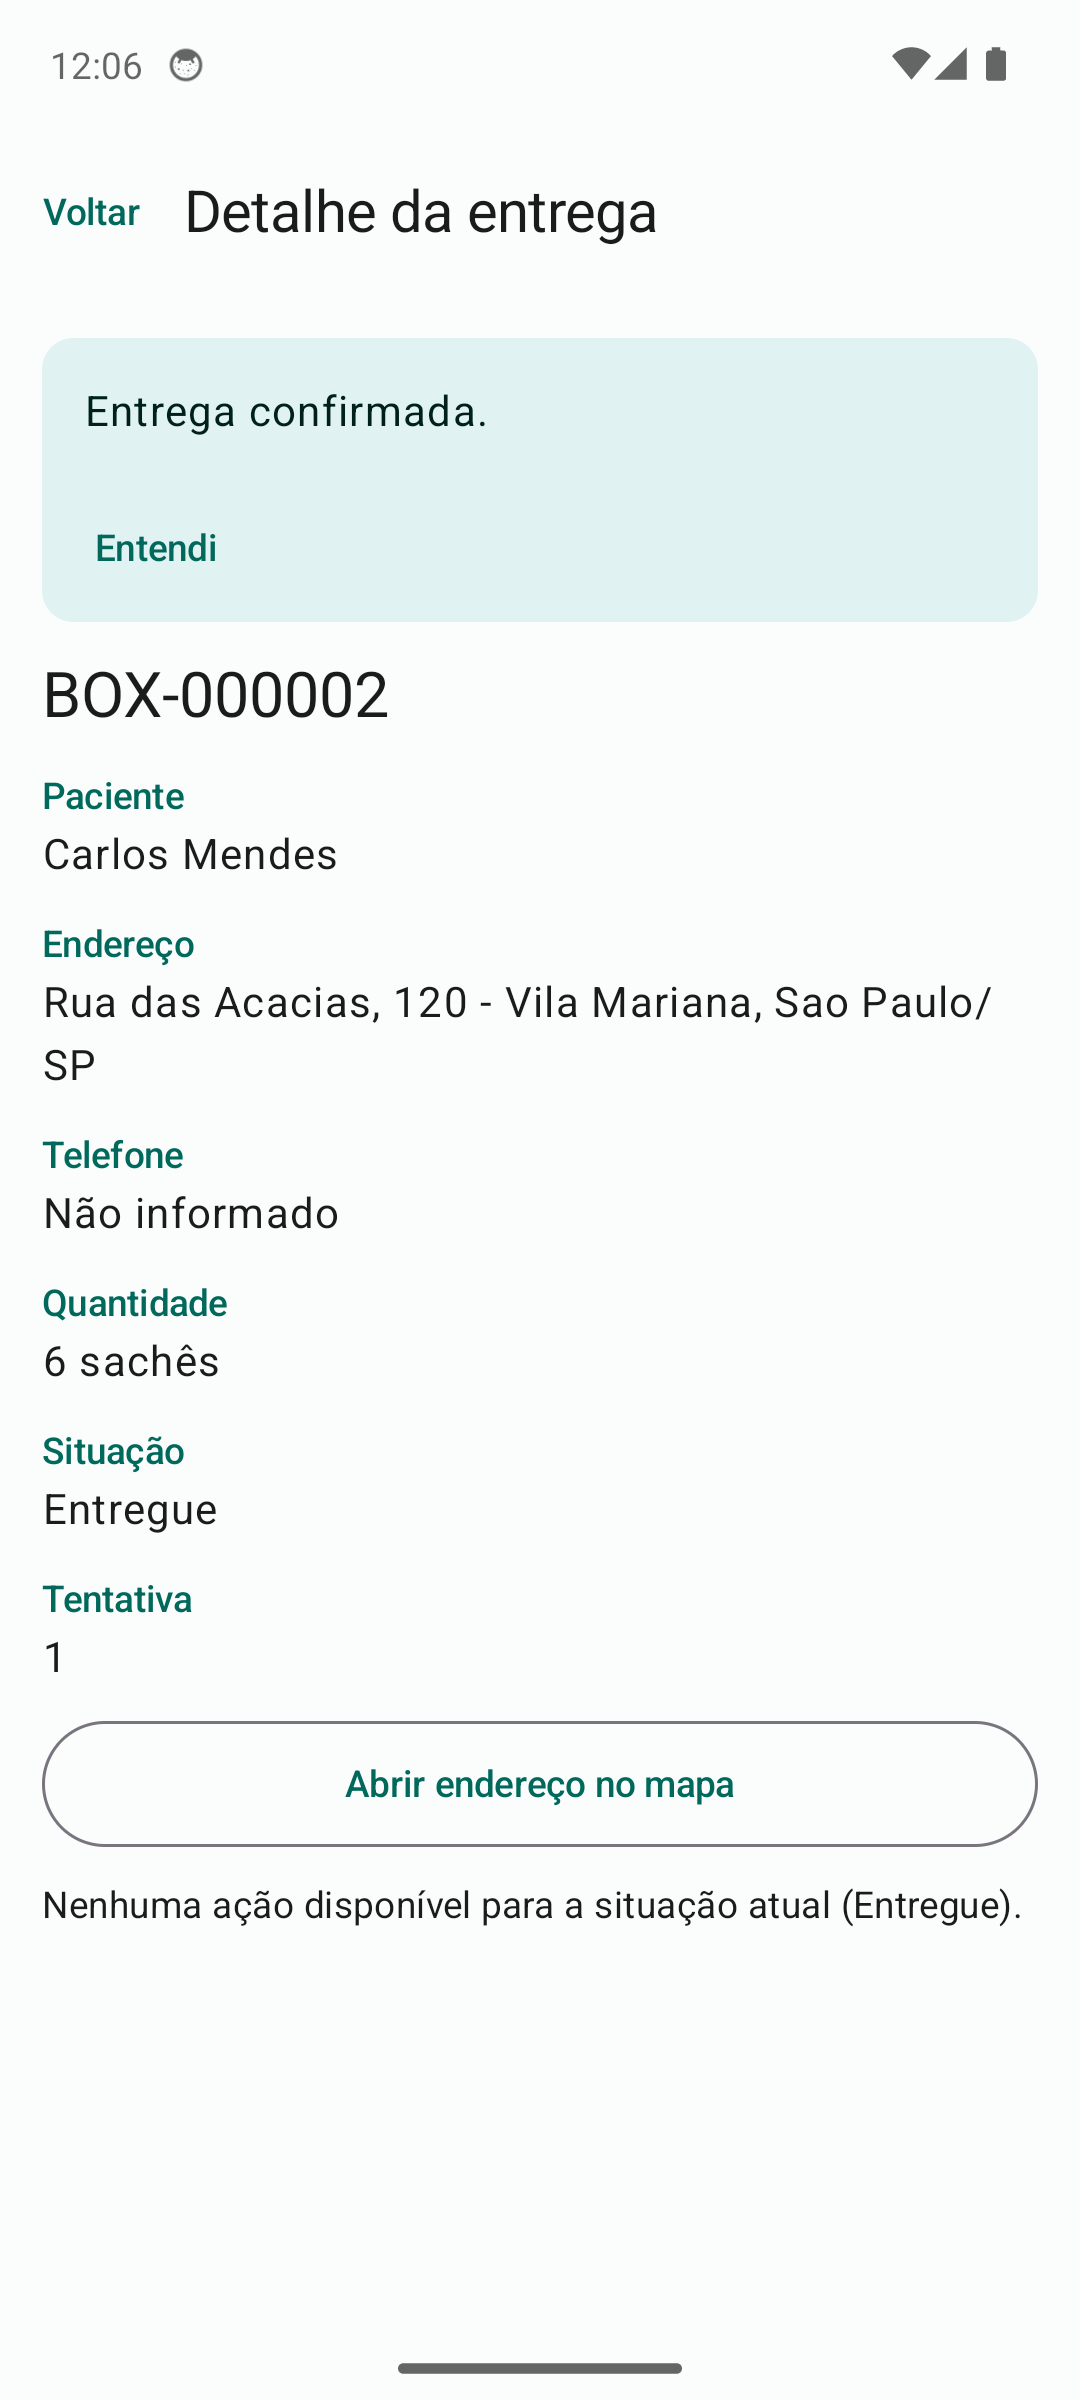 12:06
Voltar
Detalhe da entrega
Entrega confirmada.
Entendi
BOX-000002
Paciente
Carlos Mendes
Endereço
Rua das Acacias, 120 - Vila Mariana, Sao Paulo/
SP
Telefone
Não informado
Quantidade
6 sachês
Situação
Entregue
Tentativa
1
Abrir endereço no mapa
Nenhuma ação disponível para a situação atual (Entregue).